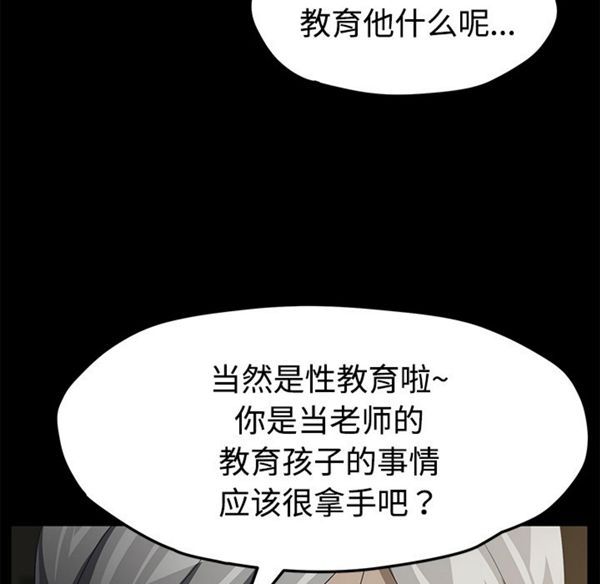 教育他什么呢...
当然是性教育啦~
你是当老师的
教育孩子的事情
应该很拿手吧？